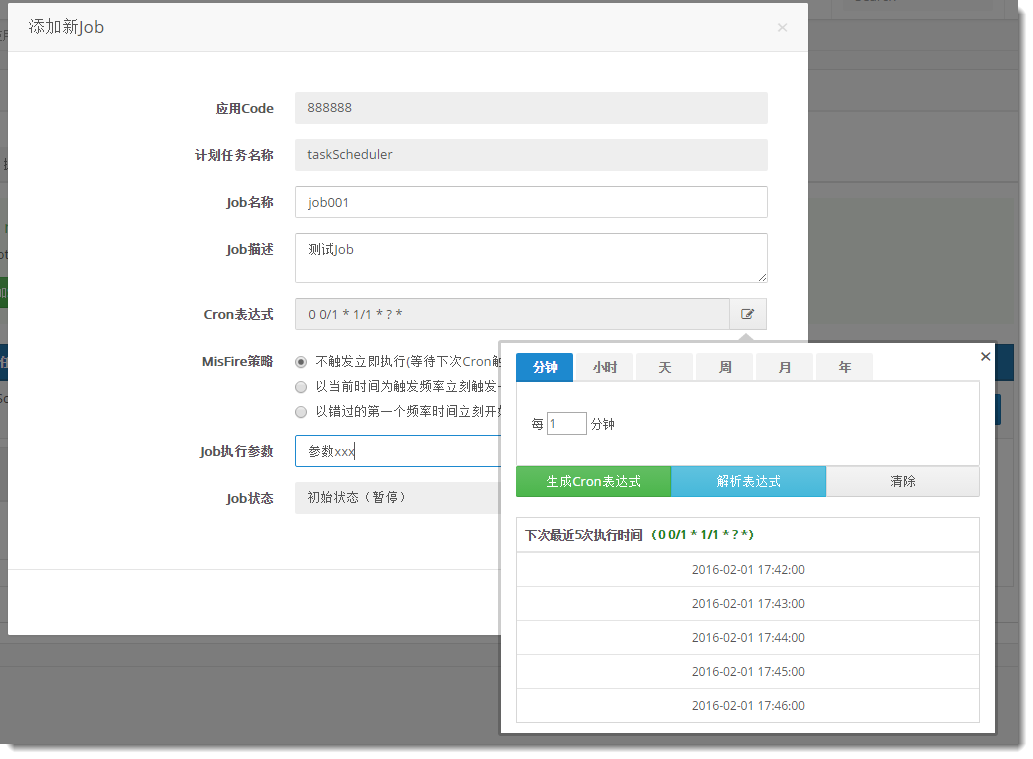 添加新Job
×
应用Code
888888
计划任务名称
taskScheduler
Job名称
job001
Job描述
测试Job
Cron表达式
0 0/1 * 1/1 * ? *
MisFire策略
不触发立即执行(等待下次Cron触
以当前时间为触发频率立刻触发一
以错过的第一个频率时间立刻开始
Job执行参数
参数xxx
Job状态
初始状态（暂停）
×
分钟 小时 天 周 月 年
每 1 分钟
生成Cron表达式 解析表达式 清除
下次最近5次执行时间 （0 0/1 * 1/1 * ? *）
2016-02-01 17:42:00
2016-02-01 17:43:00
2016-02-01 17:44:00
2016-02-01 17:45:00
2016-02-01 17:46:00